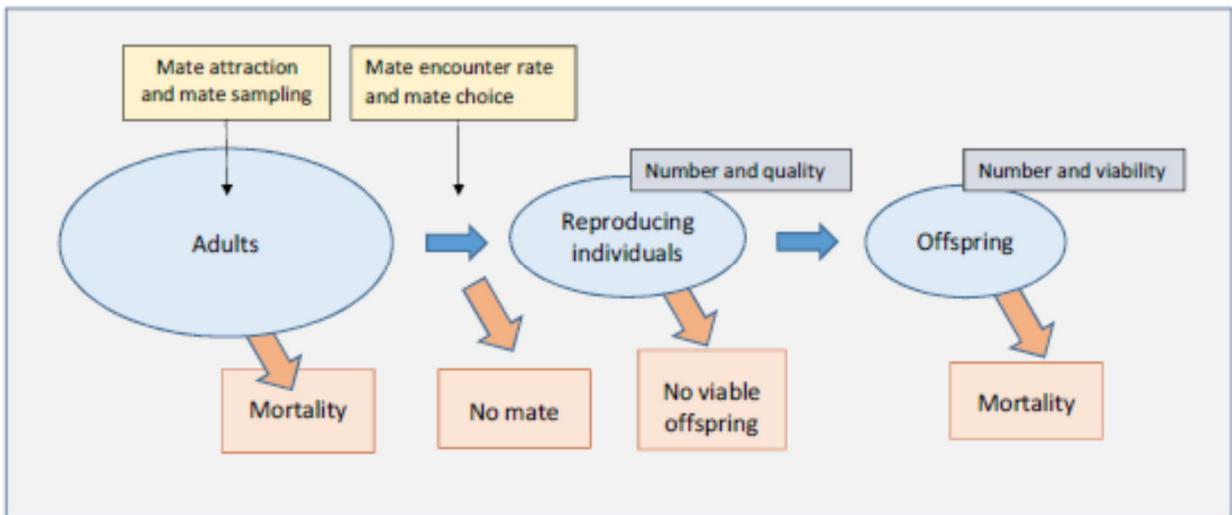 Mate attraction
and mate sampling
Mate encounter rate
and mate choice
Number and quality
Number and viability
Adults
Reproducing
individuals
Offspring
Mortality
No mate
No viable
offspring
Mortality